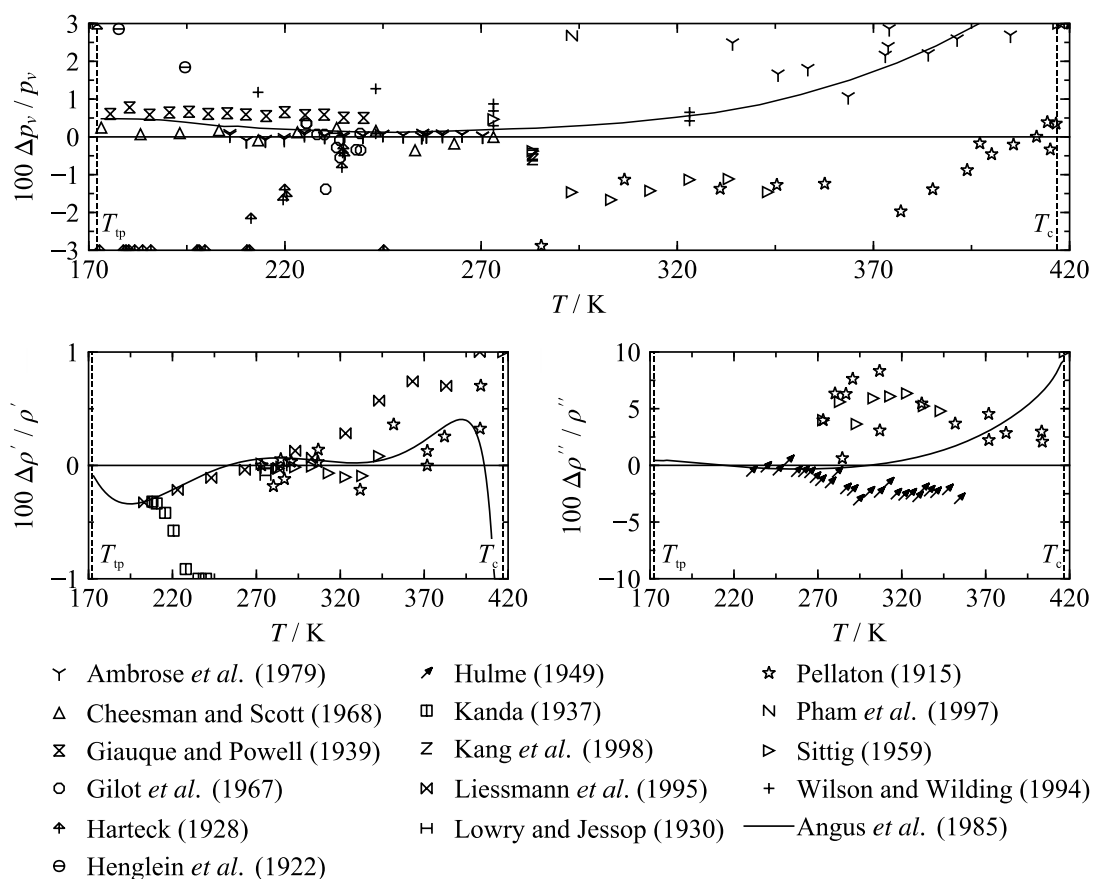 100 Δp_v / p_v
3
2
1
0
−1
−2
−3
T_tp
T_c
170 220 270 320 370 420
T / K
100 Δρ′ / ρ′
1
0
−1
T_tp
T_c
170 220 270 320 370 420
T / K
100 Δρ″ / ρ″
10
5
0
−5
−10
T_tp
T_c
170 220 270 320 370 420
T / K
Ambrose et al. (1979)
Cheesman and Scott (1968)
Giauque and Powell (1939)
Gilot et al. (1967)
Harteck (1928)
Henglein et al. (1922)
Hulme (1949)
Kanda (1937)
Kang et al. (1998)
Liessmann et al. (1995)
Lowry and Jessop (1930)
Pellaton (1915)
Pham et al. (1997)
Sittig (1959)
Wilson and Wilding (1994)
Angus et al. (1985)